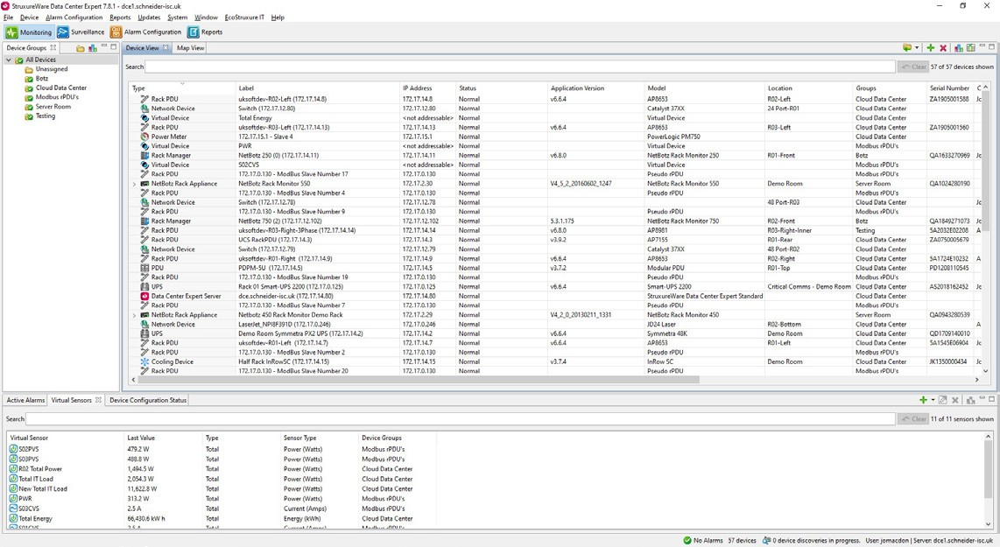 StruxureWare Data Center Expert 7.8.1 - dce1.schneider-isc.uk
File Device Alarm Configuration Reports Updates System Window EcoStruxure IT Help
Monitoring Surveillance Alarm Configuration Reports
Device Groups
All Devices
Unassigned
Botz
Cloud Data Center
Modbus rPDU's
Server Room
Testing
Device View Map View
Search Clear 57 of 57 devices shown
Type Label IP Address Status Application Version Model Location Groups Serial Number C
Rack PDU uksoftdev-R02-Left (172.17.14.8) 172.17.14.8 Normal v6.6.4 AP8653 R02-Left Cloud Data Center ZA1905001588 Jc
Network Device Switch (172.17.12.80) 172.17.12.80 Normal Catalyst 37XX 24 Port-R01 Cloud Data Center
Virtual Device Total Energy <not addressable> Normal Virtual Device Cloud Data Center
Rack PDU uksoftdev-R03-Left (172.17.14.13) 172.17.14.13 Normal v6.6.4 AP8653 R03-Left Cloud Data Center ZA1905001560 Jc
Power Meter 172.17.15.1 - Slave 4 172.17.15.1 Normal PowerLogic PM750 Cloud Data Center
Virtual Device PWR <not addressable> Normal Virtual Device Modbus rPDU's
Rack Manager NetBotz 250 (0) (172.17.14.11) 172.17.14.11 Normal v6.8.0 NetBotz Rack Monitor 250 R01-Front Botz QA1633270969 Jc
Virtual Device S02CVS <not addressable> Normal Virtual Device Modbus rPDU's
Rack PDU 172.17.0.130 - ModBus Slave Number 17 172.17.0.130 Normal Pseudo rPDU Modbus rPDU's
NetBotz Rack Appliance NetBotz Rack Monitor 550 172.17.2.30 Normal V4_5_2_20160602_1247 NetBotz Rack Monitor 550 Demo Room Server Room QA1024280190
Rack PDU 172.17.0.130 - ModBus Slave Number 4 172.17.0.130 Normal Pseudo rPDU Modbus rPDU's
Network Device Switch (172.17.12.78) 172.17.12.78 Normal 48 Port-R03 Cloud Data Center Jc
Rack PDU 172.17.0.130 - ModBus Slave Number 9 172.17.0.130 Normal Pseudo rPDU Modbus rPDU's
Rack Manager NetBotz 750 (2) (172.17.12.102) 172.17.12.102 Normal 5.3.1.175 NetBotz Rack Monitor 750 R02-Front Botz QA1849271073 Jc
Rack PDU uksoftdev-R03-Right-3Phase (172.17.14.14) 172.17.14.14 Normal v6.8.0 AP8981 R03-Right-Inner Testing 5A2032E02208 A
Rack PDU UCS RackPDU (172.17.14.3) 172.17.14.3 Normal v3.9.2 AP7155 R01-Rear Cloud Data Center ZA0750005679
Network Device Switch (172.17.12.79) 172.17.12.79 Normal Catalyst 37XX 48 Port-R02 Cloud Data Center Jc
Rack PDU uksoftdev-R01-Right (172.17.14.9) 172.17.14.9 Normal v6.6.4 AP8653 R02-Right Cloud Data Center 5A1724E10232 A
PDU PDPM-5U (172.17.14.5) 172.17.14.5 Normal v3.7.2 Modular PDU R01-Top Cloud Data Center PD1208110545 Jc
Rack PDU 172.17.0.130 - ModBus Slave Number 19 172.17.0.130 Normal Pseudo rPDU Modbus rPDU's
UPS Rack 01 Smart-UPS 2200 (172.17.0.125) 172.17.0.125 Normal v6.6.4 Smart-UPS 2200 Critical Comms - Demo Room Cloud Data Center AS2018162452 Jc
Data Center Expert Server dce.schneider-isc.uk (172.17.14.80) 172.17.14.80 Normal StruxureWare Data Center Expert Standard Cloud Data Center
Rack PDU 172.17.0.130 - ModBus Slave Number 7 172.17.0.130 Normal Pseudo rPDU Modbus rPDU's
NetBotz Rack Appliance Netbotz 450 Rack Monitor Demo Rack 172.17.2.29 Normal V4_2_0_20130211_1331 NetBotz Rack Monitor 450 Server Room QA0943280539
Network Device LaserJet_NPI8F391D (172.17.0.246) 172.17.0.246 Normal JD24 Laser R02-Bottom Cloud Data Center A
UPS Demo Room Symmetra PX2 UPS (172.17.14.2) 172.17.14.2 Normal v6.6.4 Symmetra 48K Demo Room Cloud Data Center QD1709140010
Rack PDU uksoftdev-R01-Left (172.17.14.7) 172.17.14.7 Normal v6.6.4 AP8653 R01-Left Cloud Data Center 5A1545E06904 Jc
Rack PDU 172.17.0.130 - ModBus Slave Number 2 172.17.0.130 Normal Pseudo rPDU Modbus rPDU's
Cooling Device Half Rack InRowSC (172.17.14.15) 172.17.14.15 Normal v3.7.4 InRow SC Demo Room Cloud Data Center JK1350000434 Jc
Rack PDU 172.17.0.130 - ModBus Slave Number 20 172.17.0.130 Normal Pseudo rPDU Modbus rPDU's
Active Alarms Virtual Sensors Device Configuration Status
Search Clear 11 of 11 sensors shown
Virtual Sensor Last Value Type Sensor Type Device Groups
S02PVS 479.2 W Total Power (Watts) Modbus rPDU's
S03PVS 488.8 W Total Power (Watts) Modbus rPDU's
R02 Total Power 1,494.5 W Total Power (Watts) Cloud Data Center
Total IT Load 2,054.3 W Total Power (Watts) Cloud Data Center
New Total IT Load 11,622.8 W Total Power (Watts) Cloud Data Center
PWR 313.2 W Total Power (Watts) Modbus rPDU's
S03CVS 2.5 A Total Current (Amps) Modbus rPDU's
Total Energy 66,430.6 kW h Total Energy (kWh) Cloud Data Center
S01CVS 2.5 A Total Current (Amps) Modbus rPDU's
No Alarms 57 devices 0 device discoveries in progress. User: jomacdon | Server: dce1.schneider-isc.uk